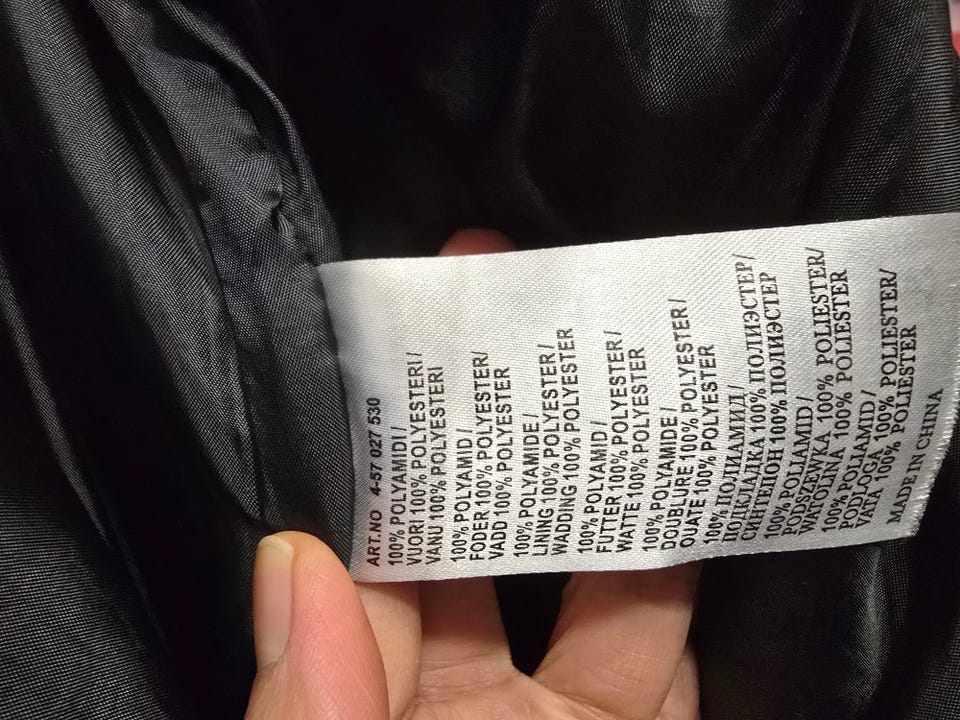 ART.NO 4-57 027 530
100% POLYAMIDI/
VUORI 100% POLYESTERI/
VANU 100% POLYESTERI
100% POLYAMID/
FODER 100% POLYESTER/
VADD 100% POLYESTER
100% POLYAMIDE/
LINING 100% POLYESTER/
WADDING 100% POLYESTER
100% POLYAMID/
FUTTER 100% POLYESTER/
WATTE 100% POLYESTER
100% POLYAMIDE/
DOUBURE 100% POLYESTER/
OUATE 100% POLYESTER
100% ПОЛИАМИД/
ПОДКЛАДКА 100% ПОЛИЭСТЕР/
СИНТЕПОН 100% ПОЛИЭСТЕР
100% POLIAMID/
PODSZEWKA 100% POLIESTER/
WATOLINA 100% POLIESTER
100% POLIAMID/
PODLOGA 100% POLIESTER/
VATA 100% POLIESTER
MADE IN CHINA